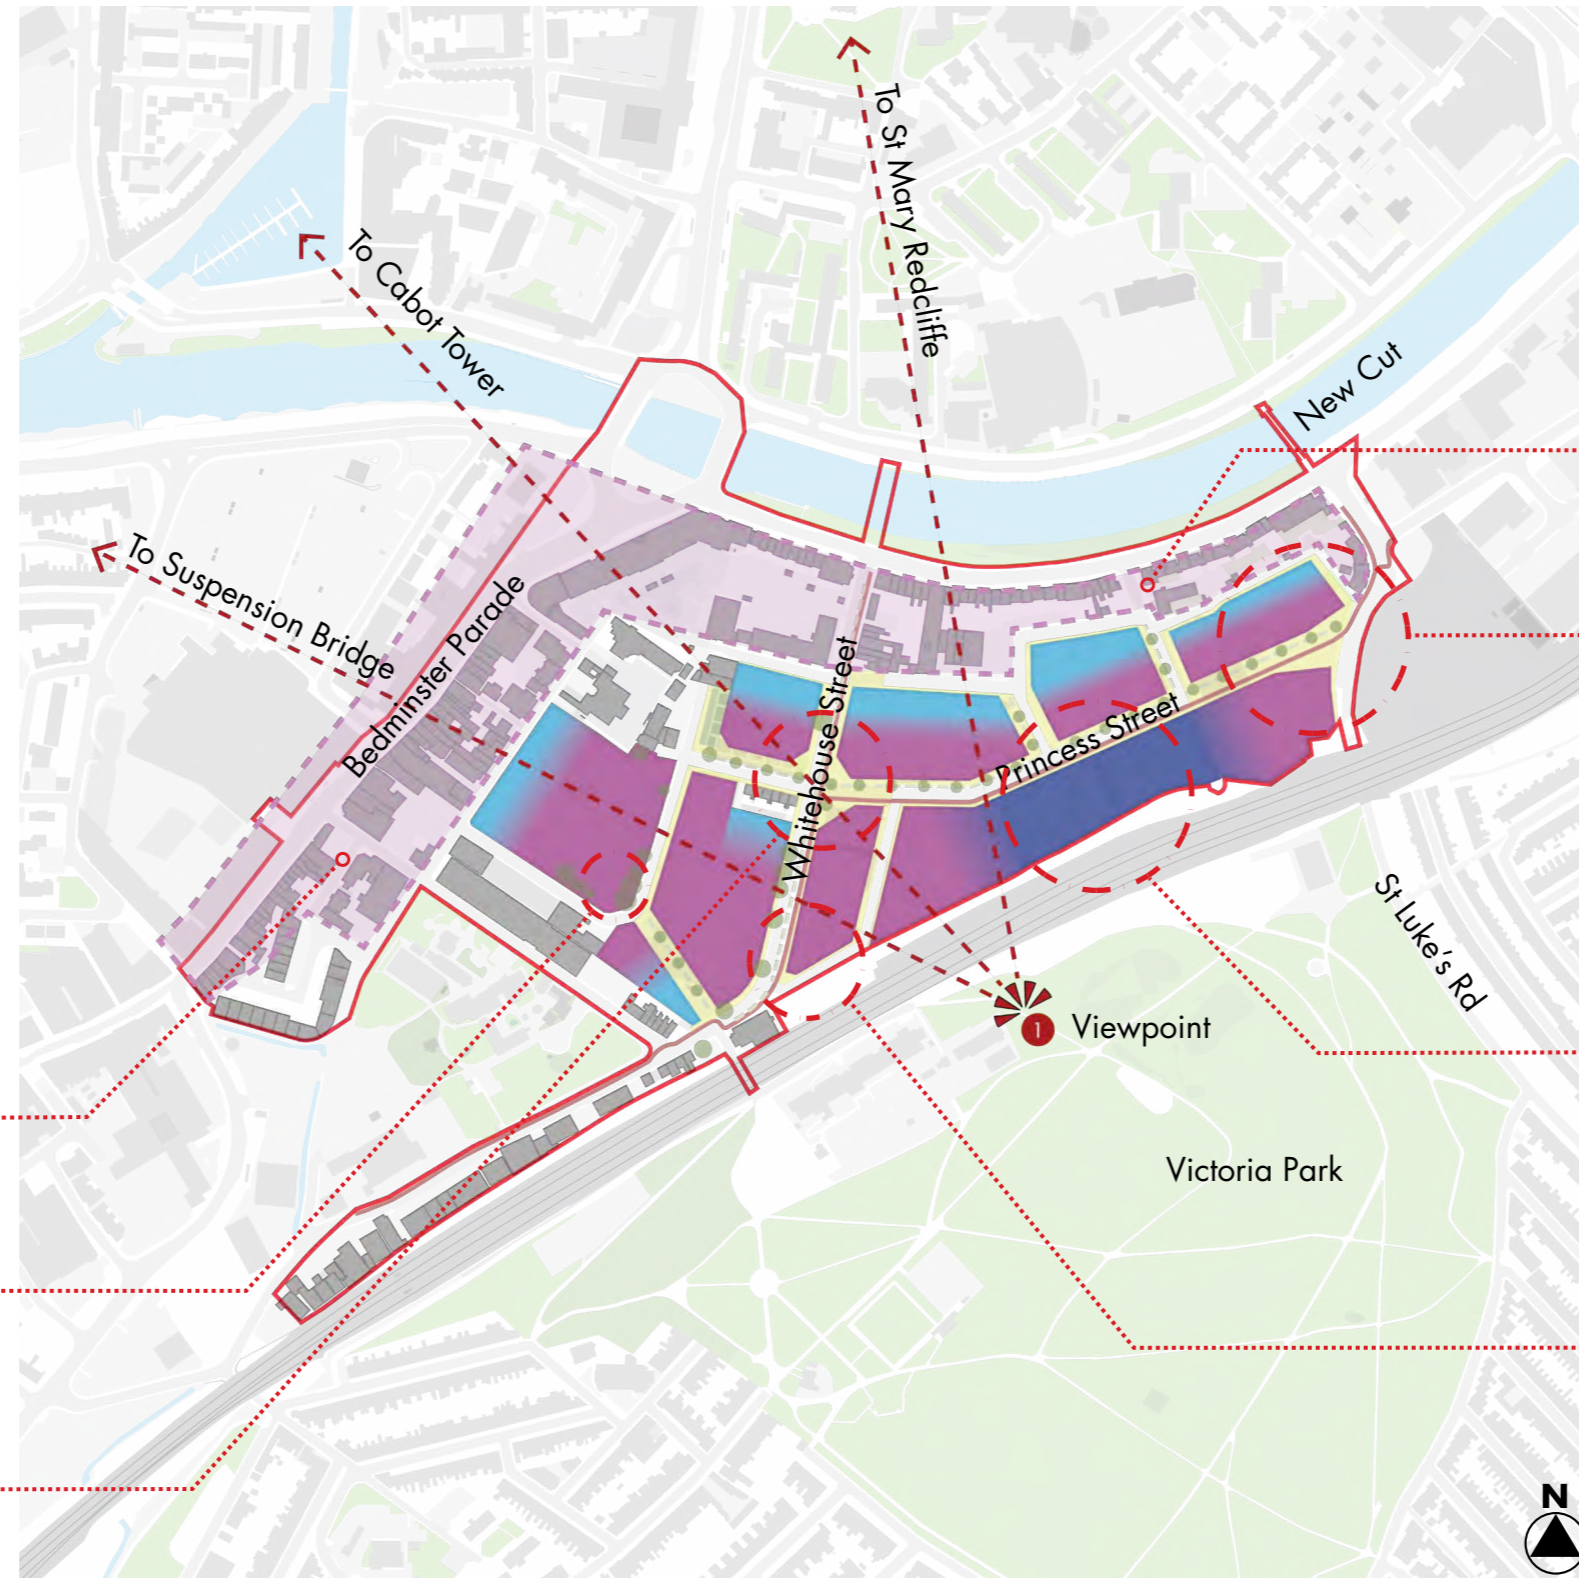 To St Mary Redcliffe
To Cabot Tower
New Cut
To Suspension Bridge
Bedminster Parade
Whitehouse Street
Princess Street
St Luke's Rd
1
Viewpoint
Victoria Park
N